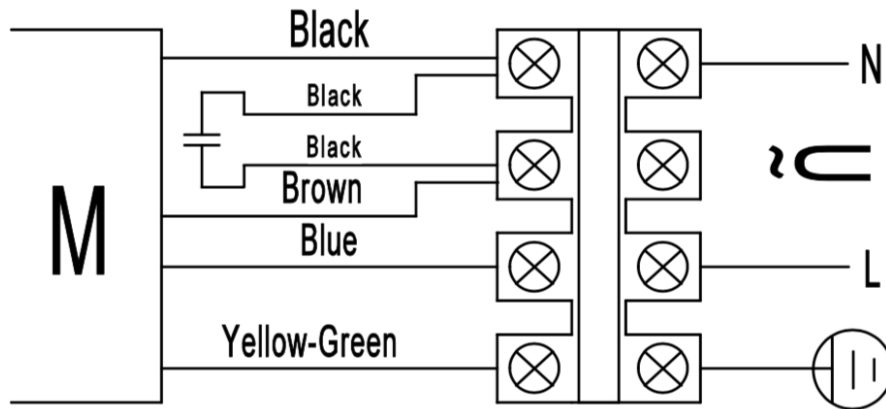 Black
N
Black
Black
~U
Brown
M
Blue
L
Yellow-Green